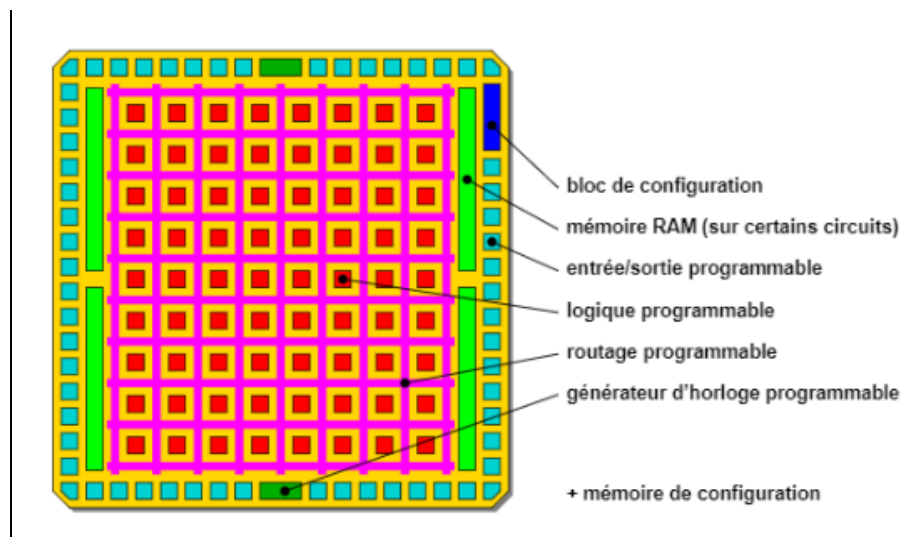 bloc de configuration
mémoire RAM (sur certains circuits)
entrée/sortie programmable
logique programmable
routage programmable
générateur d'horloge programmable
+ mémoire de configuration